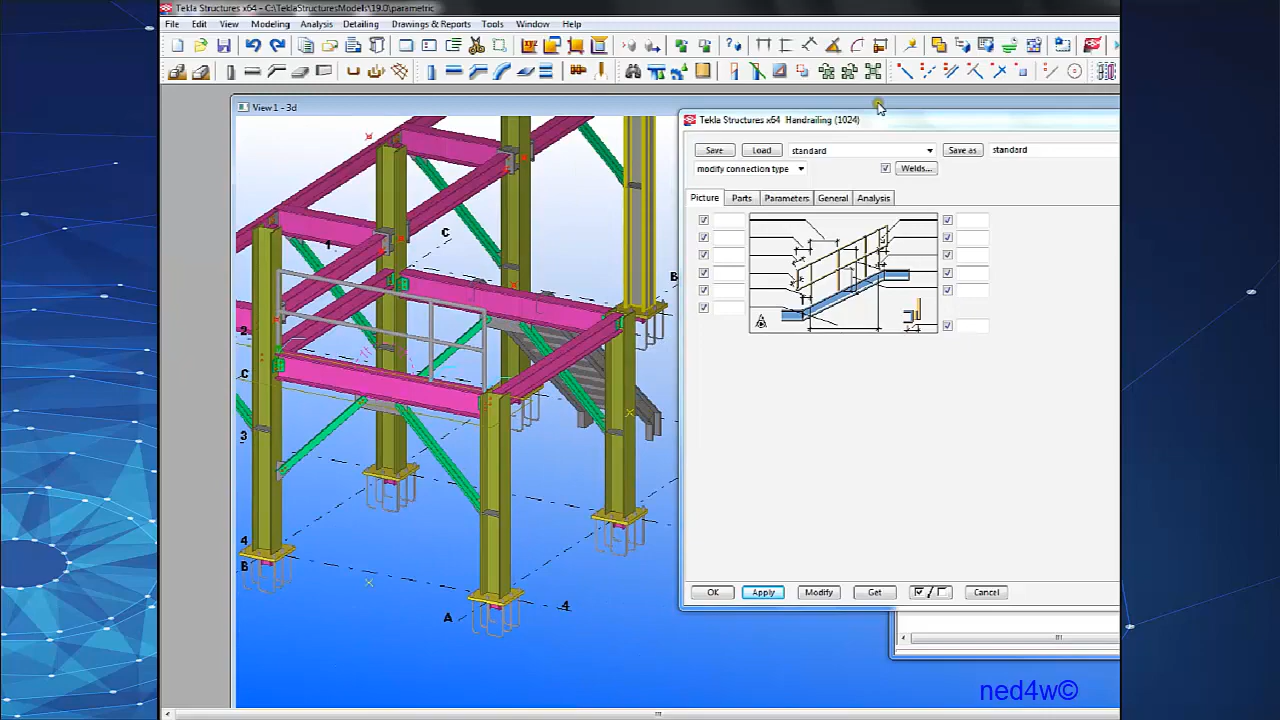 Tekla Structures x64 - C:\TeklaStructuresModels\19.0\parametric
File Edit View Modeling Analysis Detailing Drawings & Reports Tools Window Help
View 1 - 3d
Tekla Structures x64 Handrailing (1024)
Save Load standard Save as standard
modify connection type Welds...
Picture Parts Parameters General Analysis
1
C
B
2
C
3
4
B
A
4
OK Apply Modify Get Cancel
ned4w©